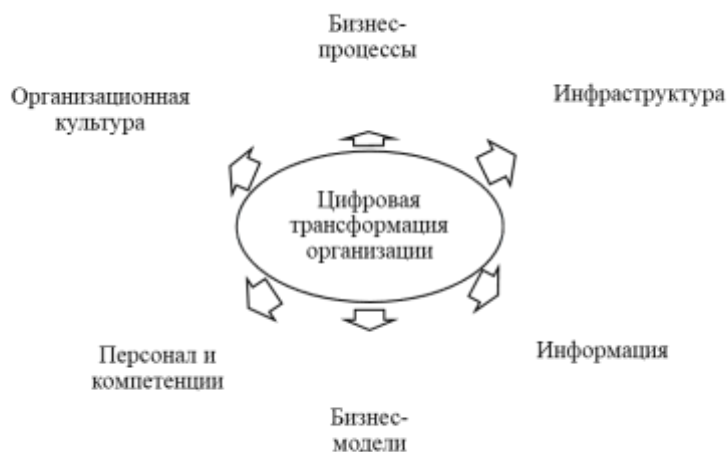 Бизнес-
процессы
Организационная
культура
Инфраструктура
Цифровая
трансформация
организации
Персонал и
компетенции
Информация
Бизнес-
модели